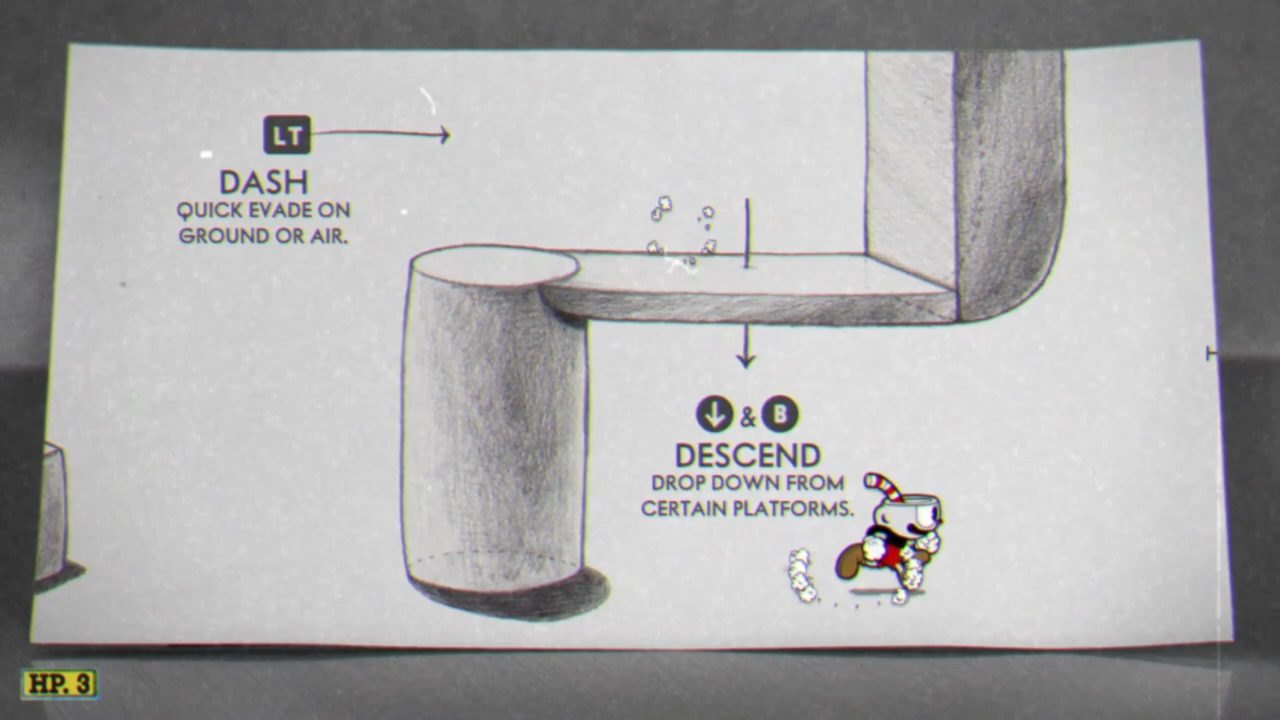 LT
DASH
QUICK EVADE ON
GROUND OR AIR.
↓ & B
DESCEND
DROP DOWN FROM
CERTAIN PLATFORMS.
HP. 3